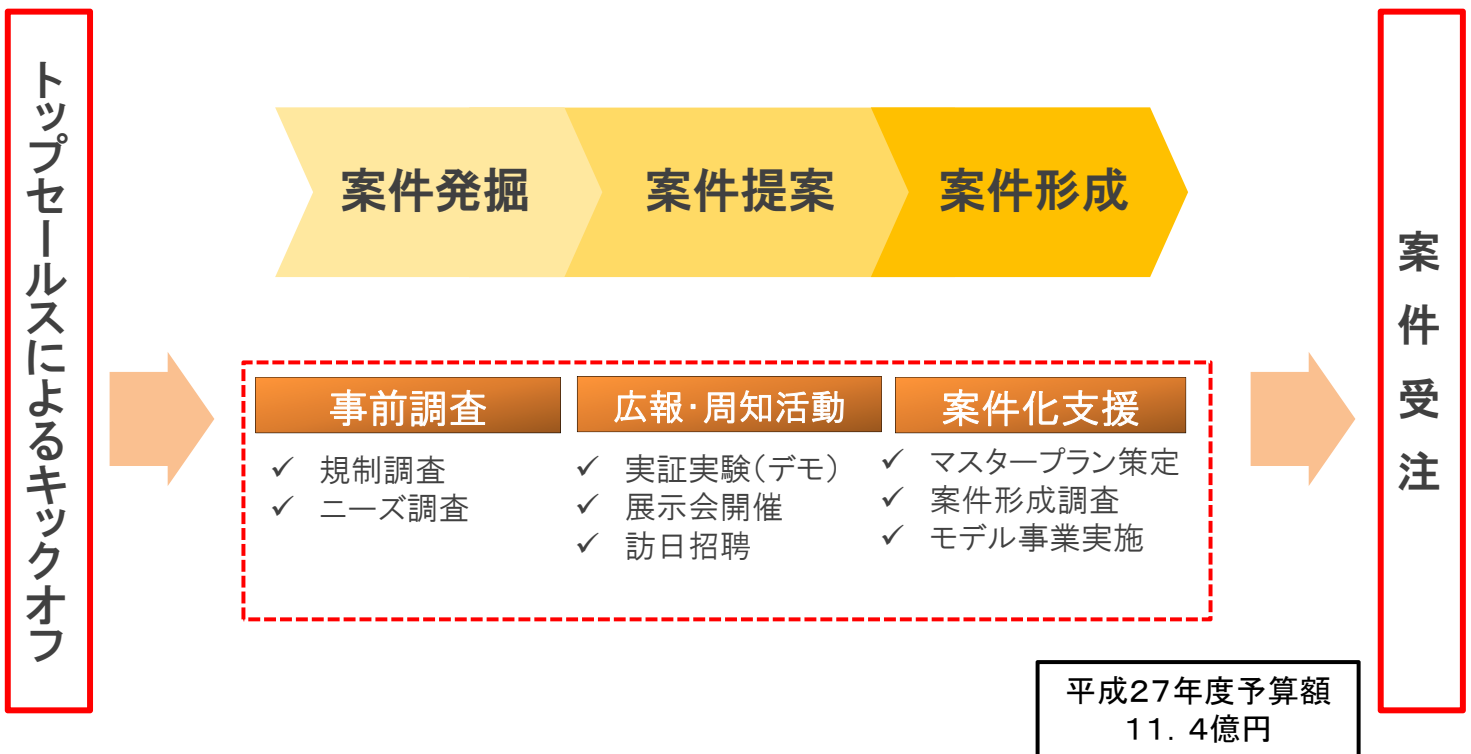 トップセールスによるキックオフ
案件発掘
案件提案
案件形成
事前調査
✓ 規制調査
✓ ニーズ調査
広報・周知活動
✓ 実証実験（デモ）
✓ 展示会開催
✓ 訪日招聘
案件化支援
✓ マスタープラン策定
✓ 案件形成調査
✓ モデル事業実施
案件受注
平成２７年度予算額
１１．４億円